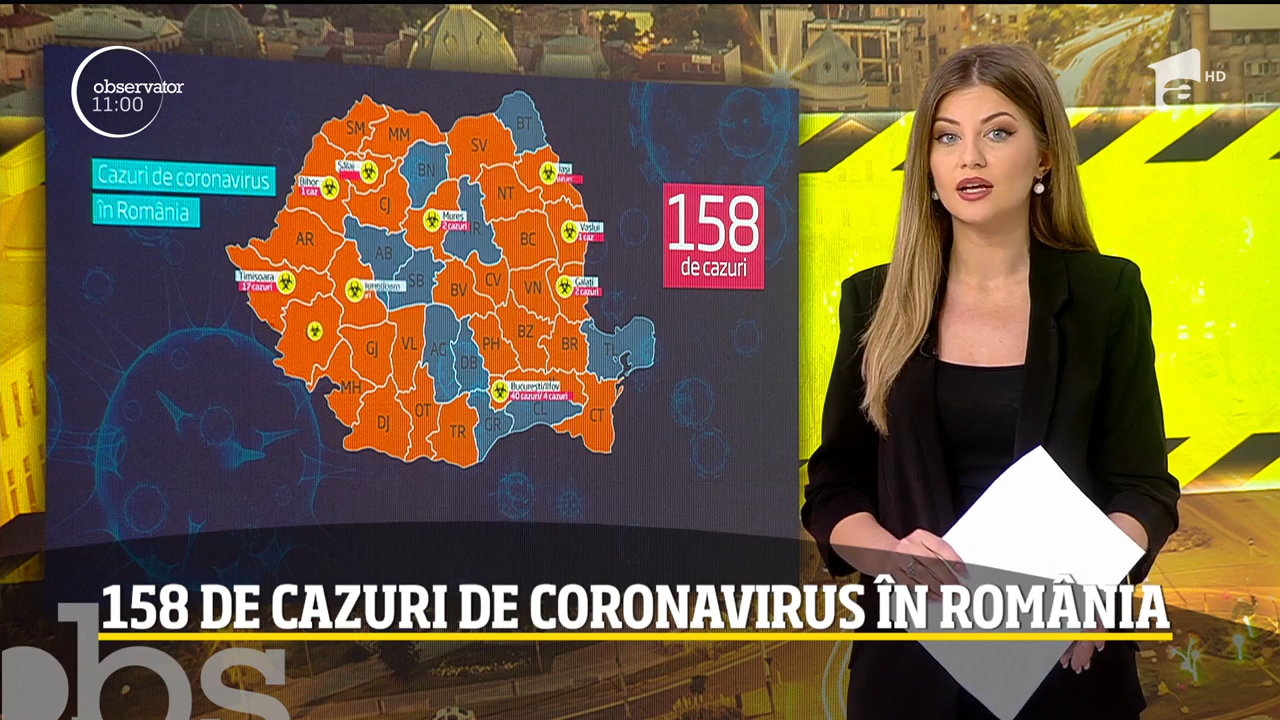 observator
11:00
HD
Cazuri de coronavirus
în România
158
de cazuri
SM
MM
BT
SV
BN
Sălaj
Iași
Bihor
1 caz
CJ
NT
Mureș
2 cazuri
Vaslui
1 caz
AR
AB
BC
Timișoara
17 cazuri
SB
BV
CV
VN
Galați
2 cazuri
GJ
VL
AG
DB
PH
BZ
BR
TL
MH
București/Ilfov
40 cazuri/ 4 cazuri
DJ
OT
TR
GR
CL
CT
158 DE CAZURI DE CORONAVIRUS ÎN ROMÂNIA
obs